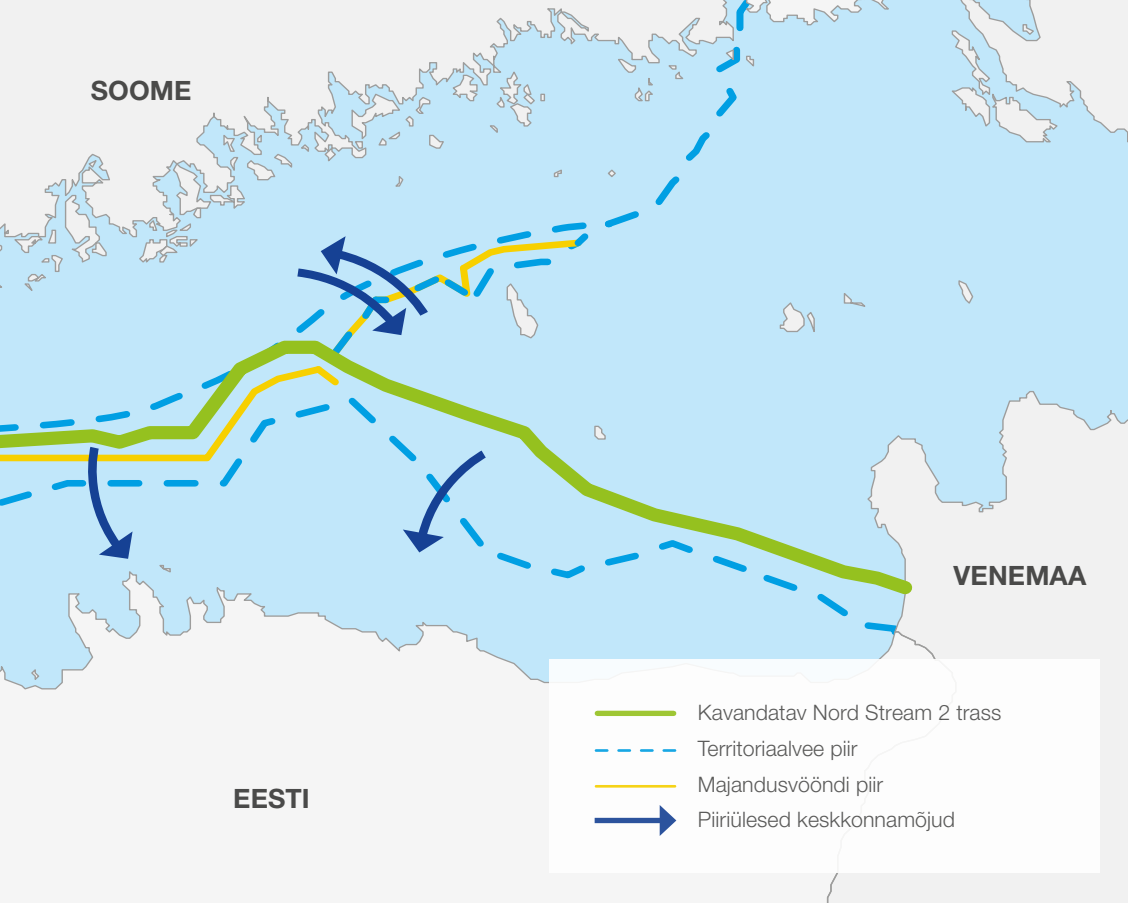 SOOME
VENEMAA
EESTI
Kavandatav Nord Stream 2 trass
Territoriaalvee piir
Majandusvööndi piir
Piiriülesed keskkonnamõjud